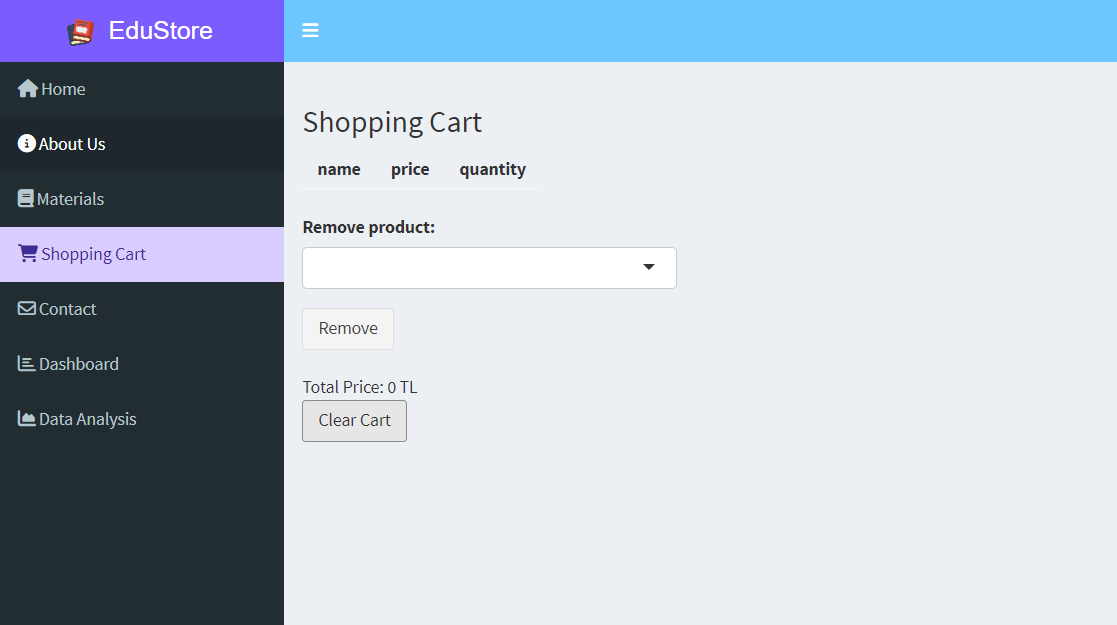 EduStore
Home
About Us
Materials
Shopping Cart
Contact
Dashboard
Data Analysis
Shopping Cart
name price quantity
Remove product:
Remove
Total Price: 0 TL
Clear Cart